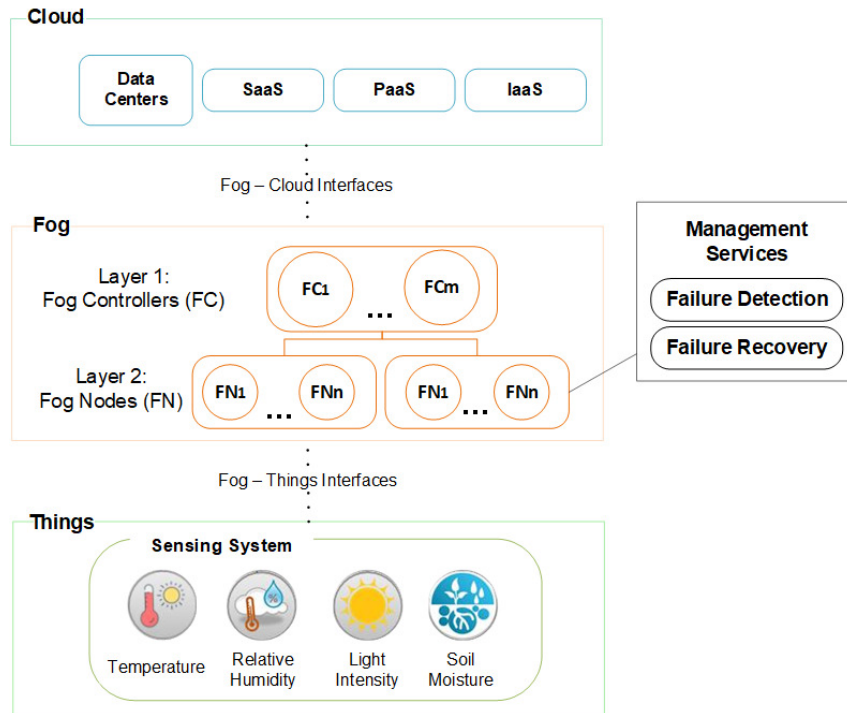 Cloud
Data
Centers
SaaS
PaaS
IaaS
Fog – Cloud Interfaces
Fog
Layer 1:
Fog Controllers (FC)
FC1
...
FCm
Management
Services
Failure Detection
Failure Recovery
Layer 2:
Fog Nodes (FN)
FN1
...
FNn
FN1
...
FNn
Fog – Things Interfaces
Things
Sensing System
%
Temperature
Relative
Humidity
Light
Intensity
Soil
Moisture